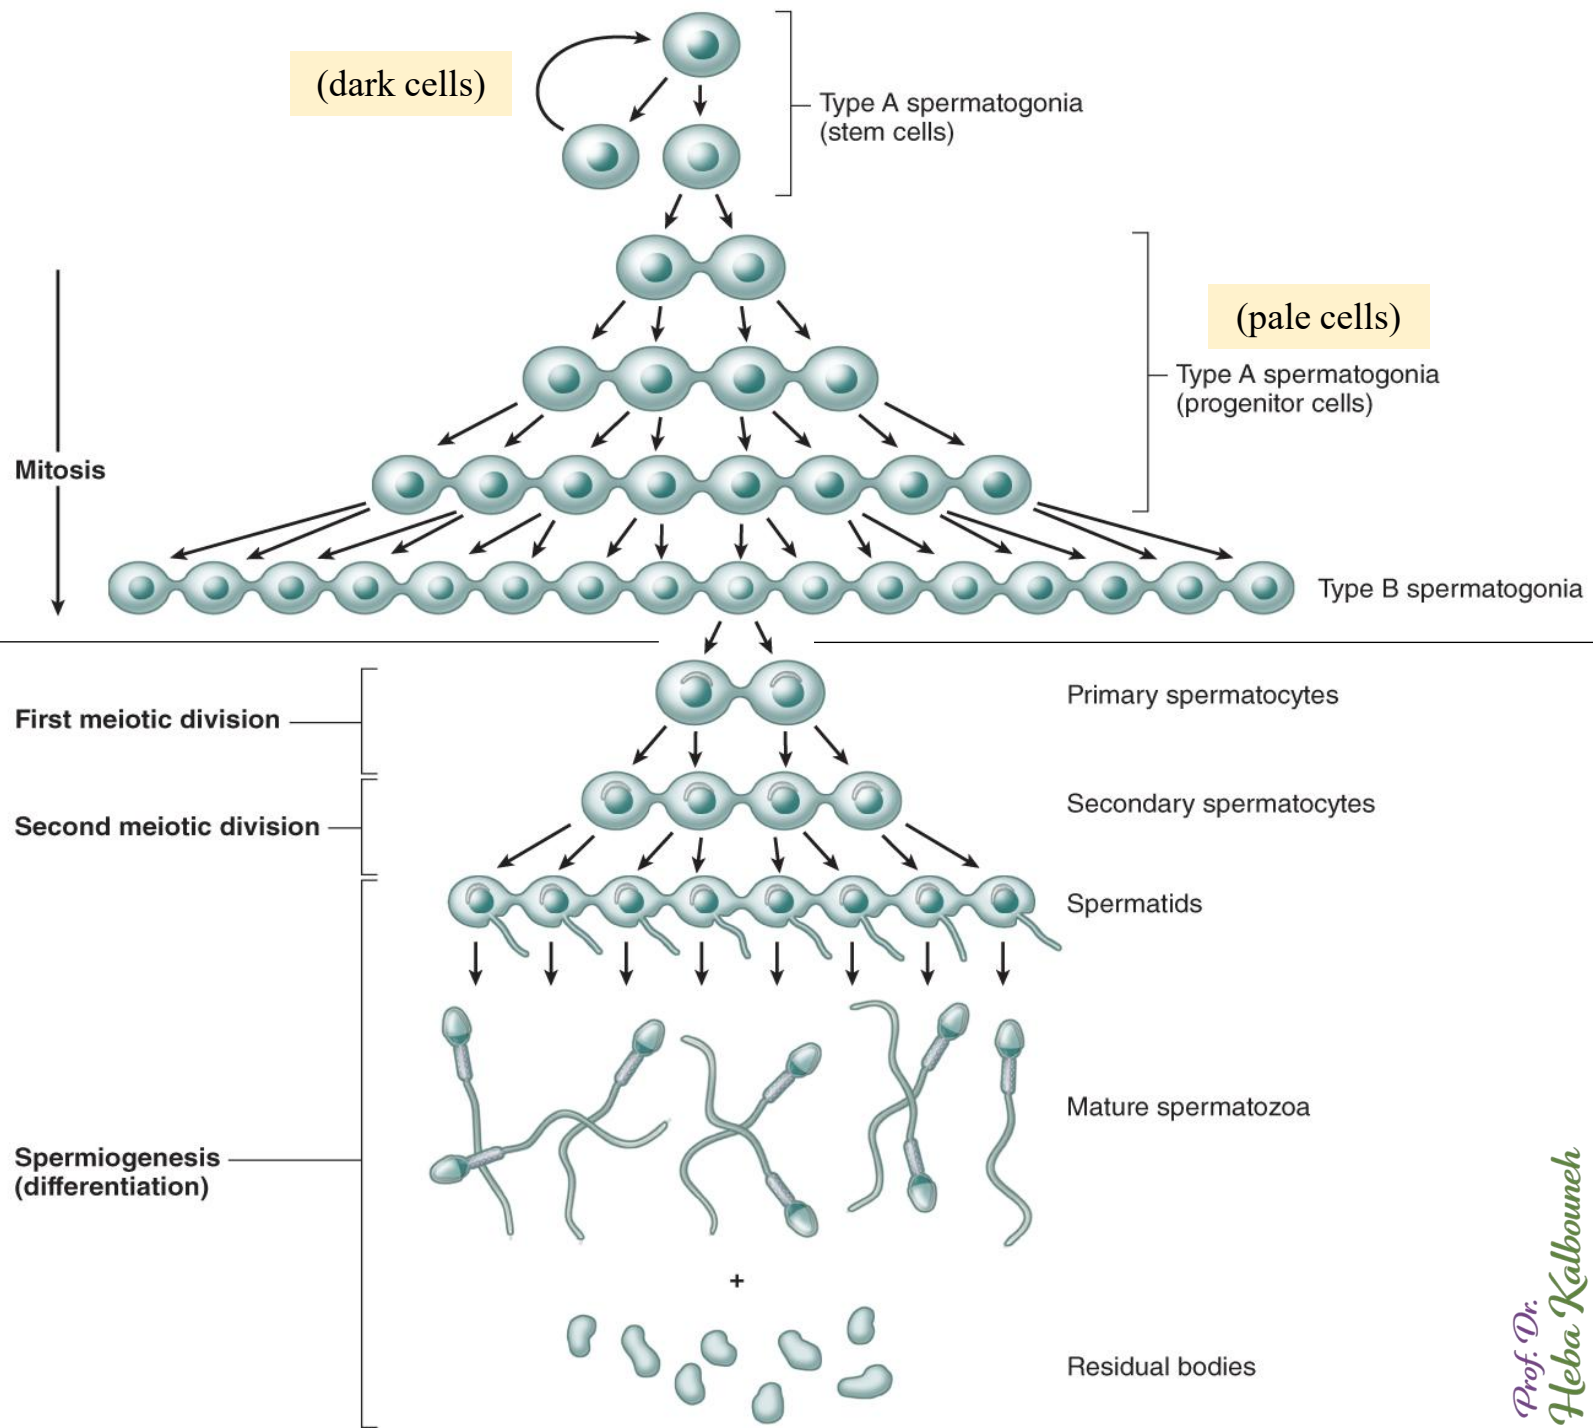 (dark cells)
Type A spermatogonia
(stem cells)
(pale cells)
Type A spermatogonia
(progenitor cells)
Mitosis
Type B spermatogonia
Primary spermatocytes
First meiotic division
Secondary spermatocytes
Second meiotic division
Spermatids
Mature spermatozoa
Spermiogenesis
(differentiation)
+
Residual bodies
Prof. Dr.
Heba Kalbouneh